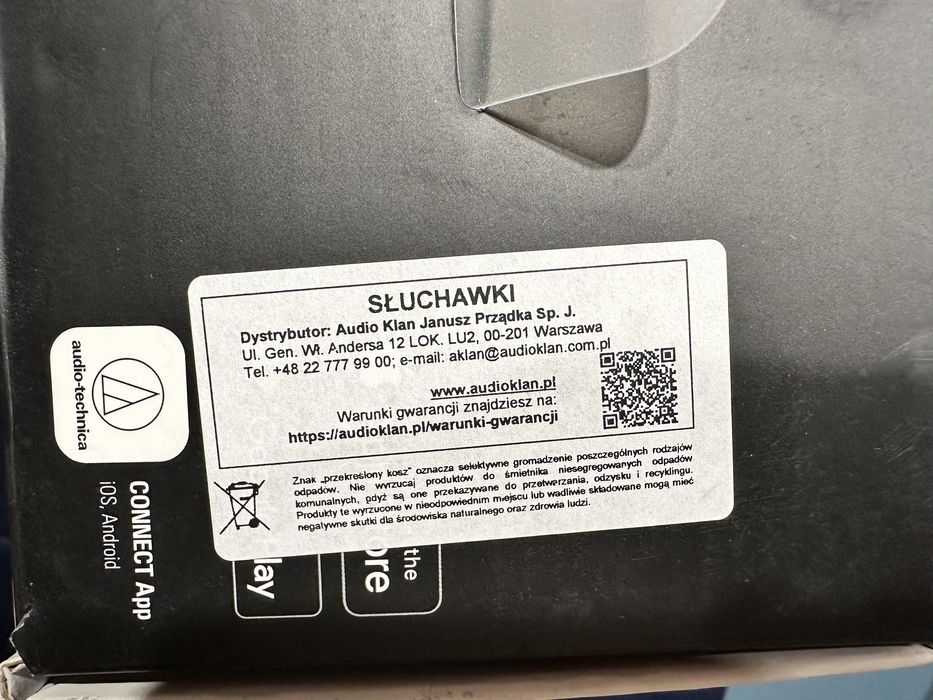 SŁUCHAWKI
Dystrybutor: Audio Klan Janusz Prządka Sp. J.
Ul. Gen. Wł. Andersa 12 LOK. LU2, 00-201 Warszawa
Tel. +48 22 777 99 00; e-mail: aklan@audioklan.com.pl
www.audioklan.pl
Warunki gwarancji znajdziesz na:
https://audioklan.pl/warunki-gwarancji
Znak „przekreślony kosz" oznacza selektywne gromadzenie poszczególnych rodzajów
odpadów. Nie wyrzucaj produktów do śmietnika niesegregowanych odpadów
komunalnych, gdyż są one przekazywane do przetwarzania, odzysku i recyklingu.
Produkty te wyrzucone w nieodpowiednim miejscu lub wadliwie składowane mogą mieć
negatywne skutki dla środowiska naturalnego oraz zdrowia ludzi.
audio-technica
CONNECT App
iOS, Android
lay
the
ore